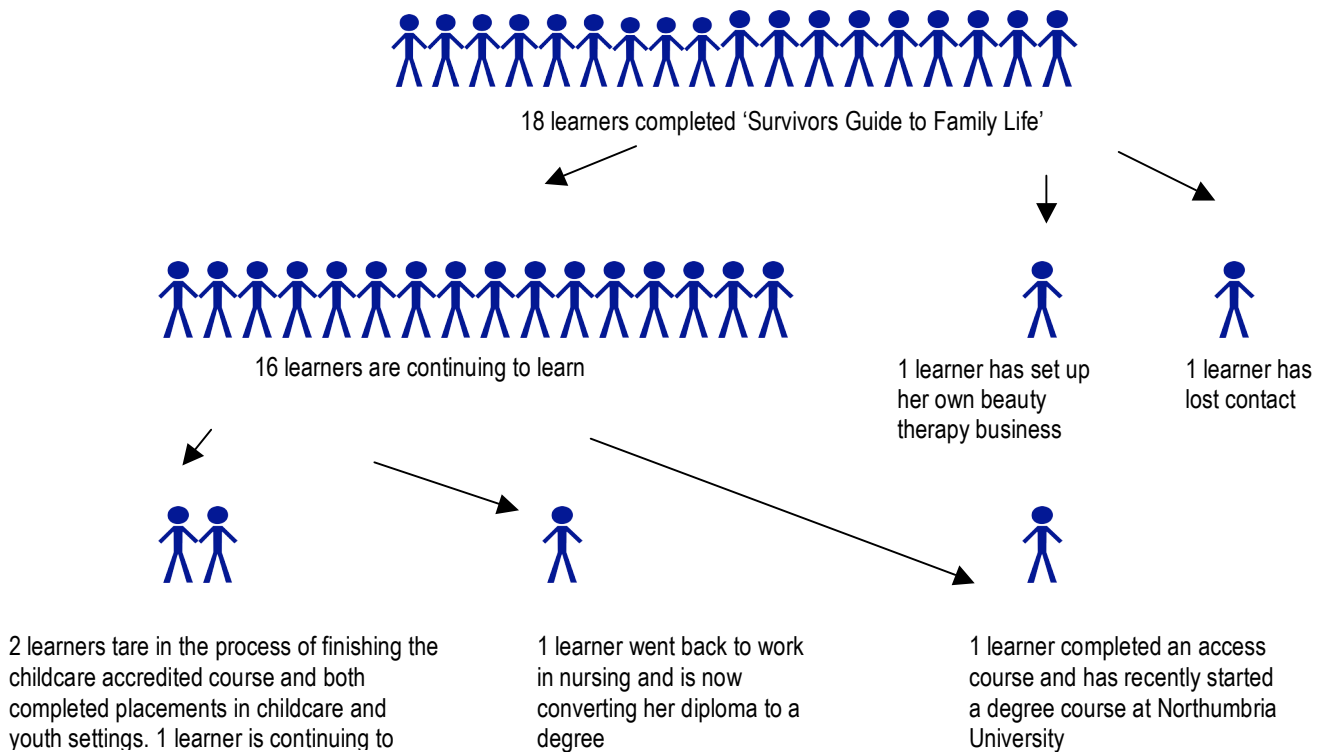 18 learners completed ‘Survivors Guide to Family Life’
16 learners are continuing to learn
1 learner has set up
her own beauty
therapy business
1 learner has
lost contact
2 learners tare in the process of finishing the
childcare accredited course and both
completed placements in childcare and
youth settings. 1 learner is continuing to
1 learner went back to work
in nursing and is now
converting her diploma to a
degree
1 learner completed an access
course and has recently started
a degree course at Northumbria
University